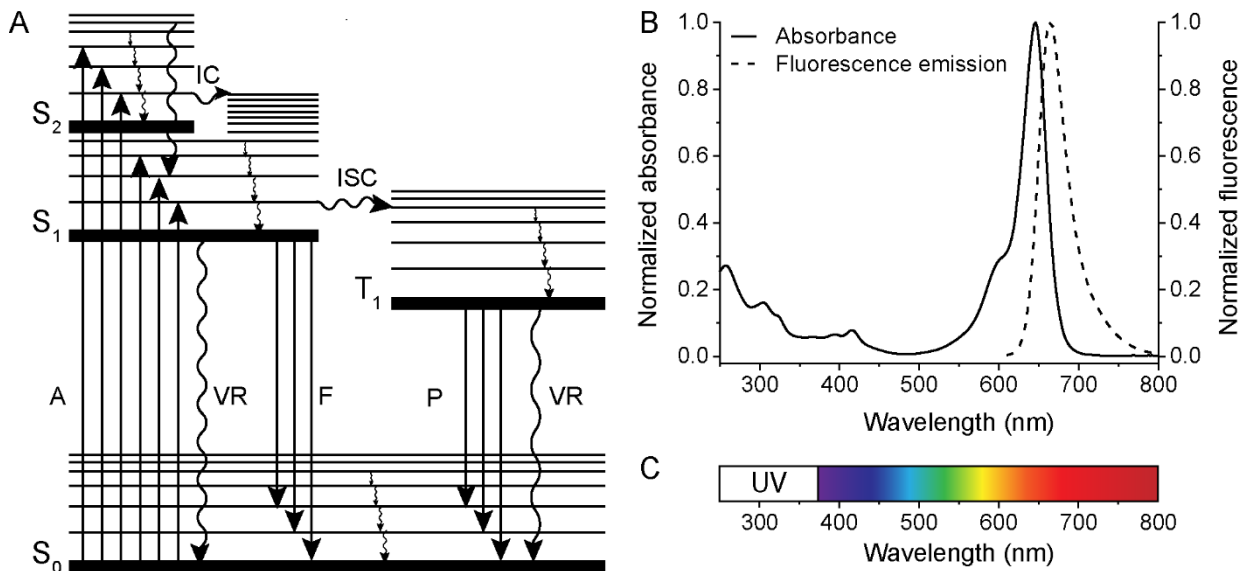 A
IC
S2
ISC
S1
T1
A
VR
F
P
VR
S0
B
Absorbance
Fluorescence emission
Normalized absorbance
Normalized fluorescence
1.0
0.8
0.6
0.4
0.2
0.0
1.0
0.8
0.6
0.4
0.2
0.0
300 400 500 600 700 800
Wavelength (nm)
C
UV
300 400 500 600 700 800
Wavelength (nm)